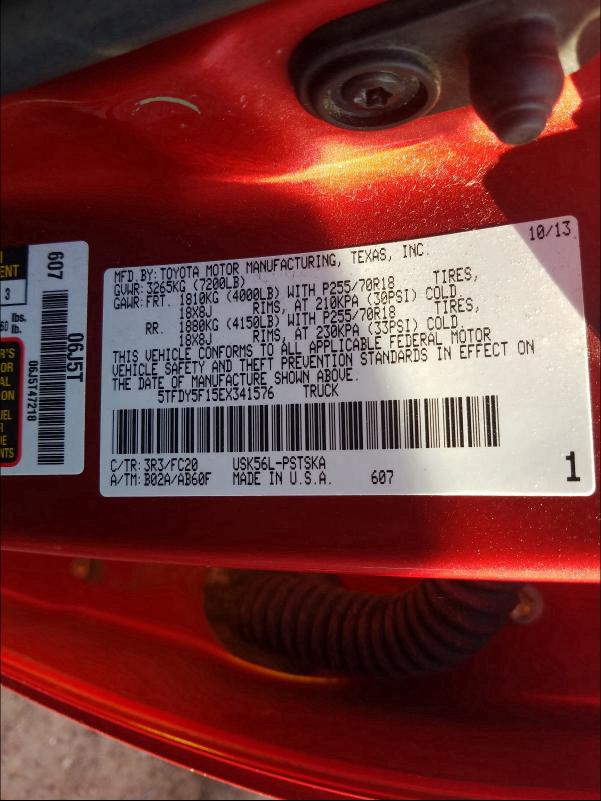 10/13
MFD.BY: TOYOTA MOTOR MANUFACTURING, TEXAS, INC.
GVWR: 3265KG (7200LB)
GAWR: FRT. 1810KG (4000LB) WITH P255/70R18 TIRES,
18X8J RIMS, AT 210KPA (30PSI) COLD.
RR. 1880KG (4150LB) WITH P255/70R18 TIRES,
18X8J RIMS, AT 230KPA (33PSI) COLD.
THIS VEHICLE CONFORMS TO ALL APPLICABLE FEDERAL MOTOR
VEHICLE SAFETY AND THEFT PREVENTION STANDARDS IN EFFECT ON
THE DATE OF MANUFACTURE SHOWN ABOVE.
5TFDY5F15EX341576 TRUCK
C/TR: 3R3/FC20 USK56L-PSTSKA
A/TM: B02A/AB60F MADE IN U.S.A. 607
1
607
06J5T
06J5T47218
3
lbs.
lb.